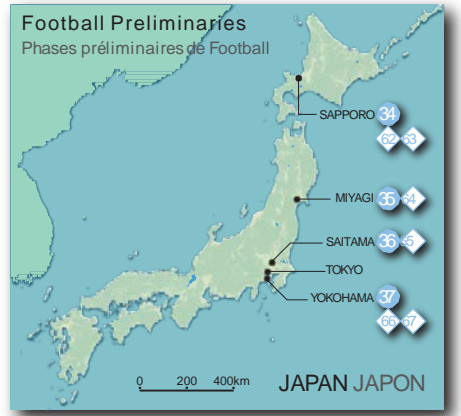 Football Preliminaries
Phases préliminaires de Football
SAPPORO 34
62 63
MIYAGI 35 64
SAITAMA 36 65
TOKYO
YOKOHAMA 37
66 67
0 200 400km
JAPAN JAPON